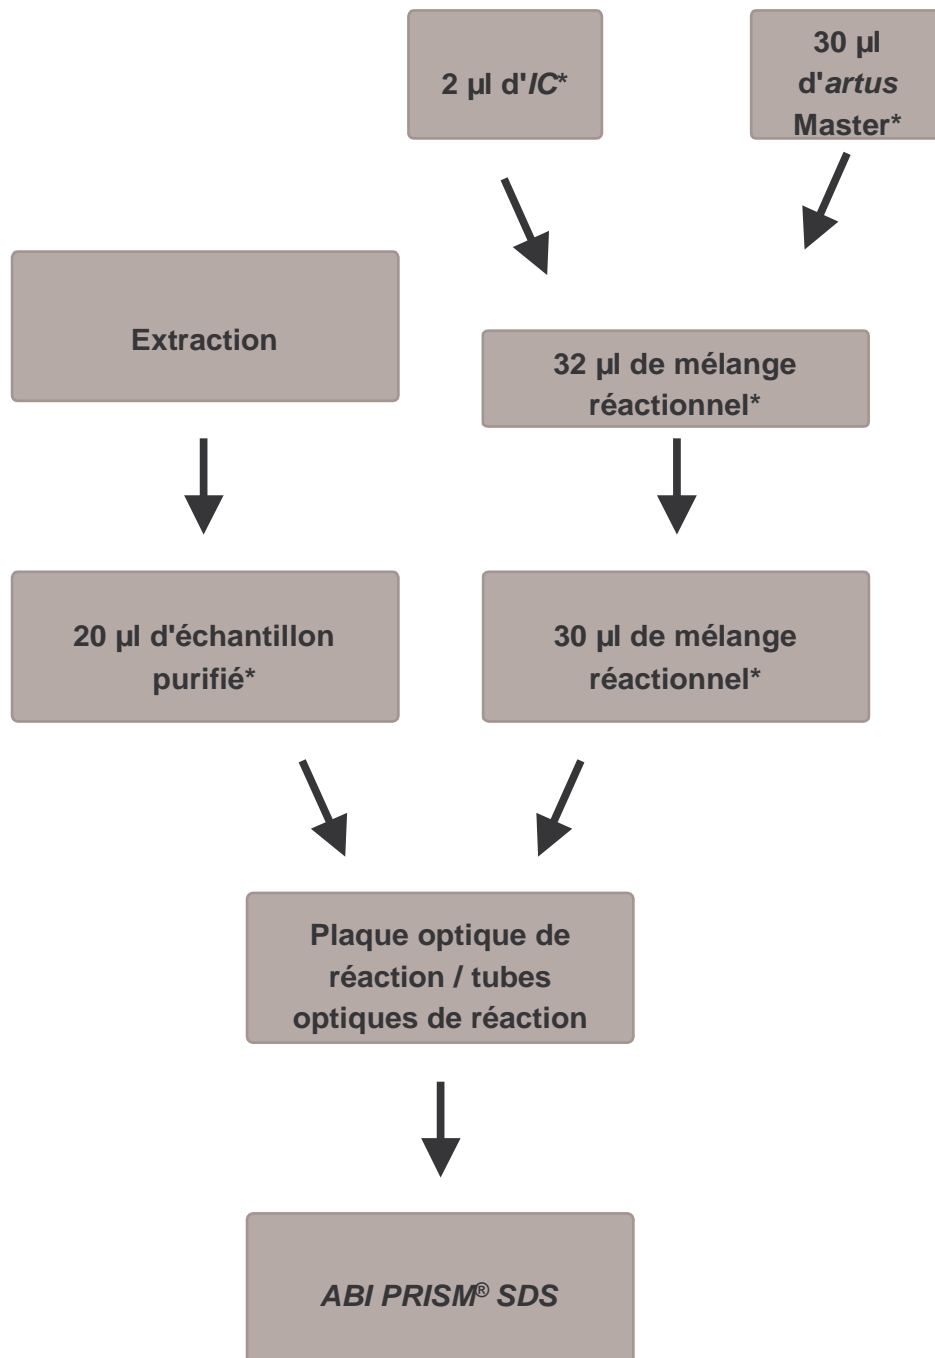 2 µl d'IC*
30 µl
d'artus
Master*
Extraction
32 µl de mélange
réactionnel*
20 µl d'échantillon
purifié*
30 µl de mélange
réactionnel*
Plaque optique de
réaction / tubes
optiques de réaction
ABI PRISM® SDS